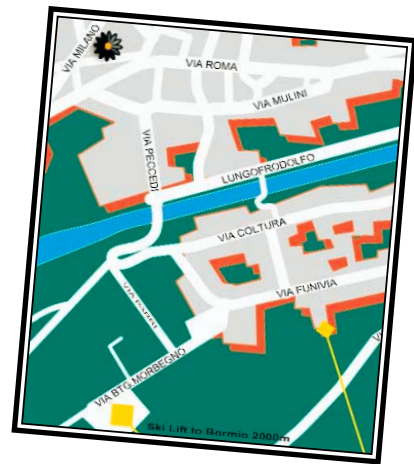 VIA MILANO
VIA ROMA
VIA MULINI
VIA PECCEDI
LUNGOFRODOLFO
VIA COLTURA
VIA FUNIVIA
VIA BTG MORBEGNO
Ski Lift to Bormio 2000m